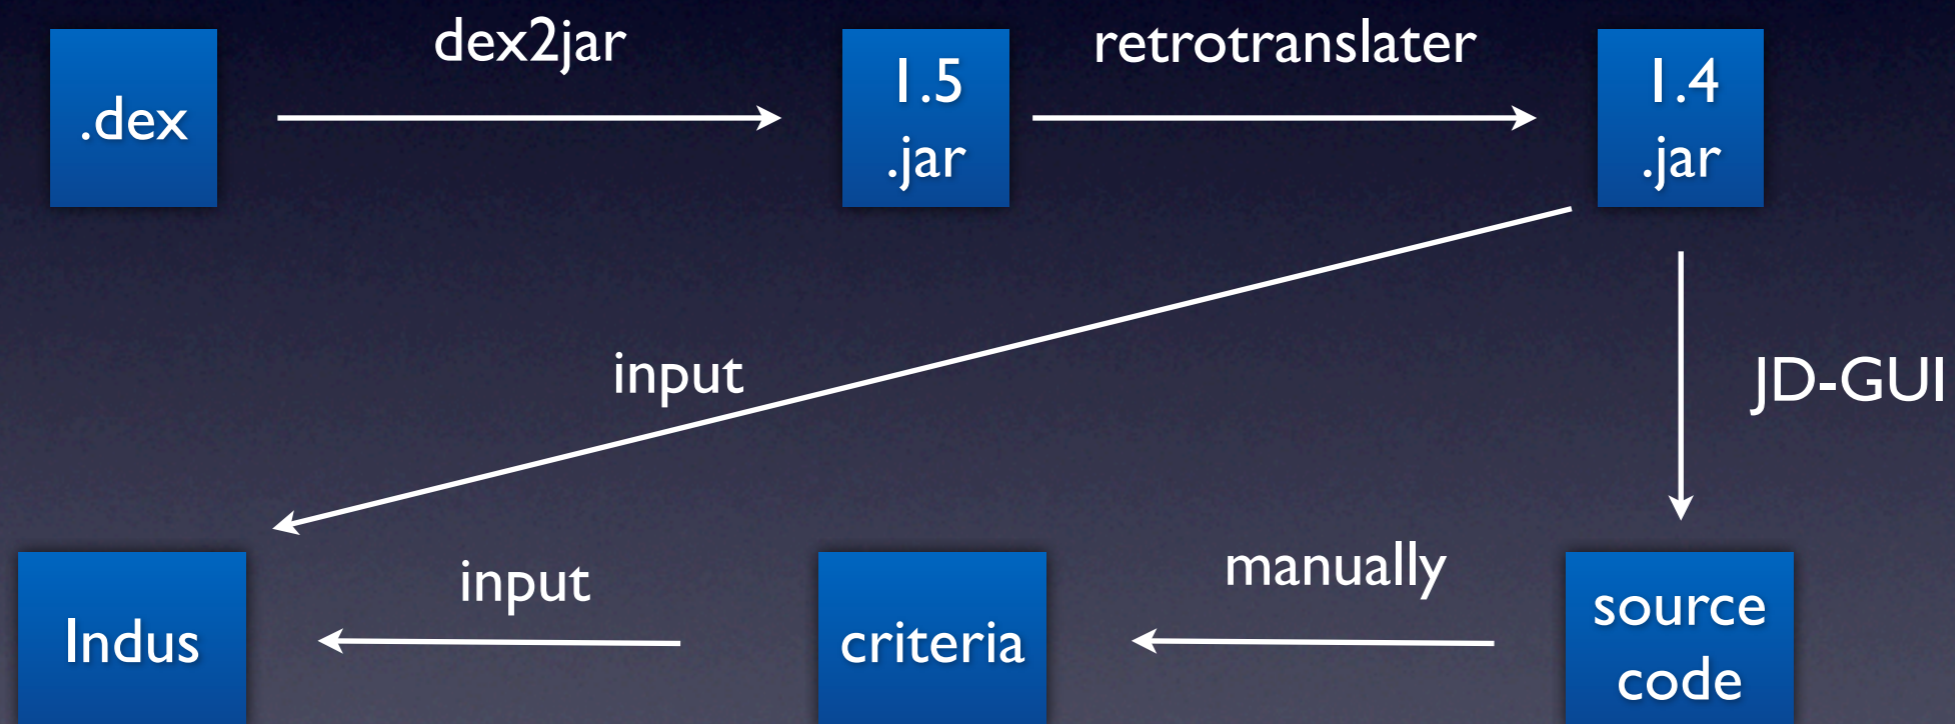 dex2jar
retrotranslater
.dex
1.5
.jar
1.4
.jar
input
JD-GUI
input
manually
Indus
criteria
source
code